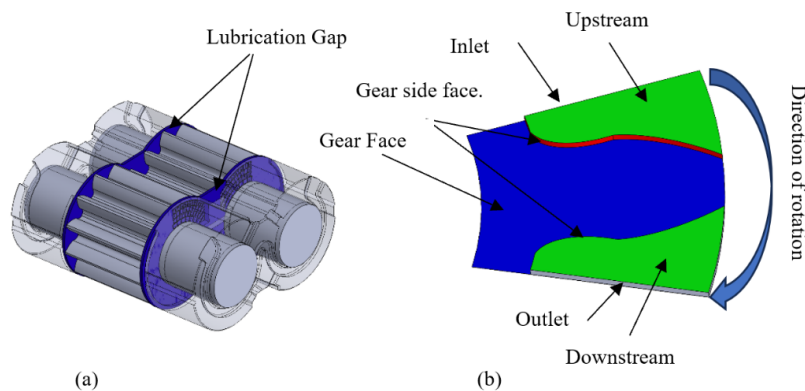 Lubrication Gap
Upstream
Inlet
Gear side face.
Gear Face
Direction of rotation
Outlet
Downstream
(a)
(b)